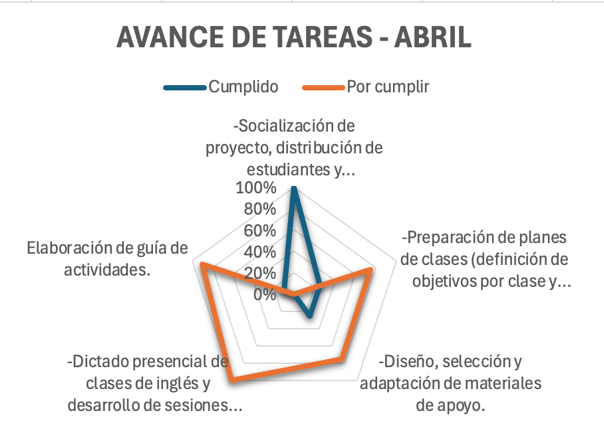 AVANCE DE TAREAS - ABRIL
Cumplido
Por cumplir
-Socialización de
proyecto, distribución de
estudiantes y...
100%
80%
60%
40%
20%
0%
-Preparación de planes
de clases (definición de
objetivos por clase y...
-Diseño, selección y
adaptación de materiales
de apoyo.
-Dictado presencial de
clases de inglés y
desarrollo de sesiones...
Elaboración de guía de
actividades.